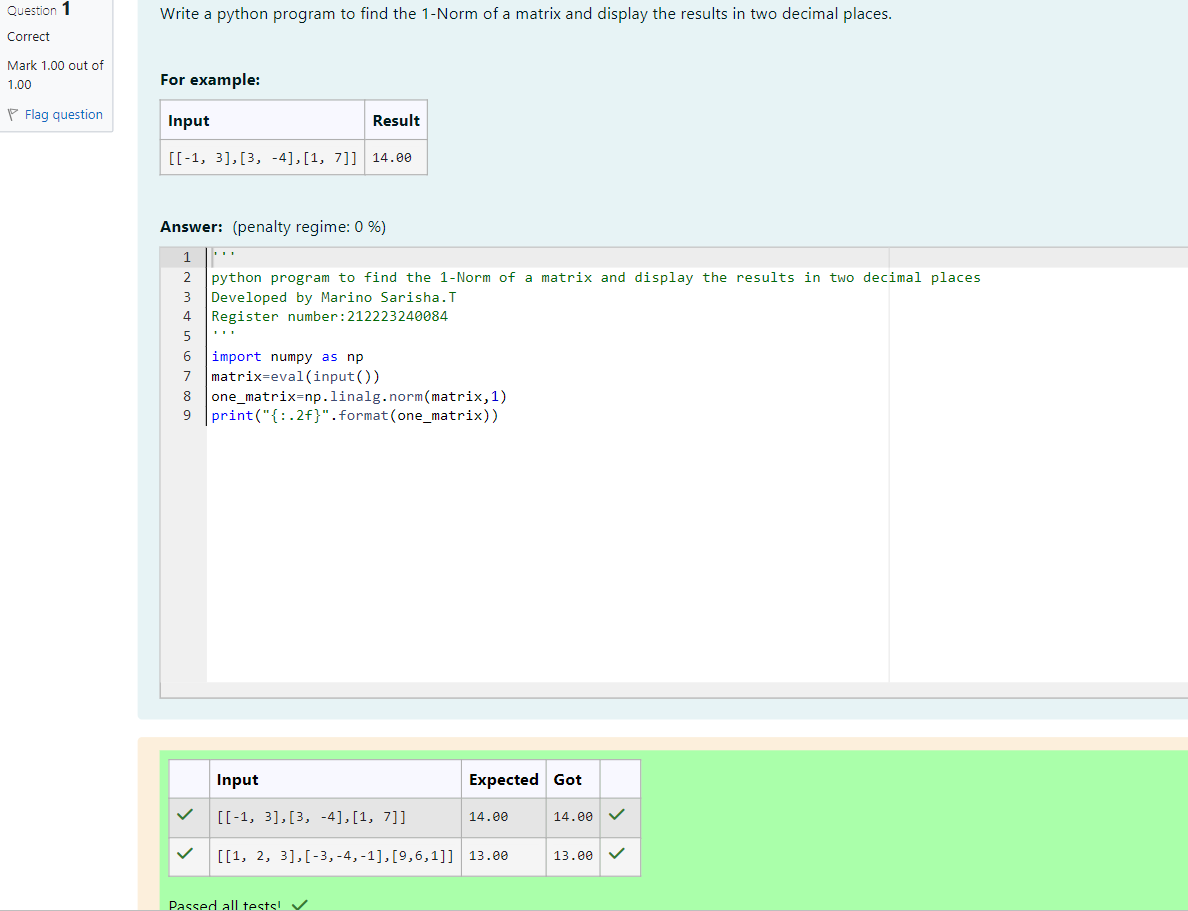 Question 1
Correct
Mark 1.00 out of
1.00
Flag question
Write a python program to find the 1-Norm of a matrix and display the results in two decimal places.
For example:
Input Result
[[-1, 3],[3, -4],[1, 7]] 14.00
Answer: (penalty regime: 0 %)
1 '''
2 python program to find the 1-Norm of a matrix and display the results in two decimal places
3 Developed by Marino Sarisha.T
4 Register number:212223240084
5 '''
6 import numpy as np
7 matrix=eval(input())
8 one_matrix=np.linalg.norm(matrix,1)
9 print("{:.2f}".format(one_matrix))
Input Expected Got
[[-1, 3],[3, -4],[1, 7]] 14.00 14.00
[[1, 2, 3],[-3,-4,-1],[9,6,1]] 13.00 13.00
Passed all tests!